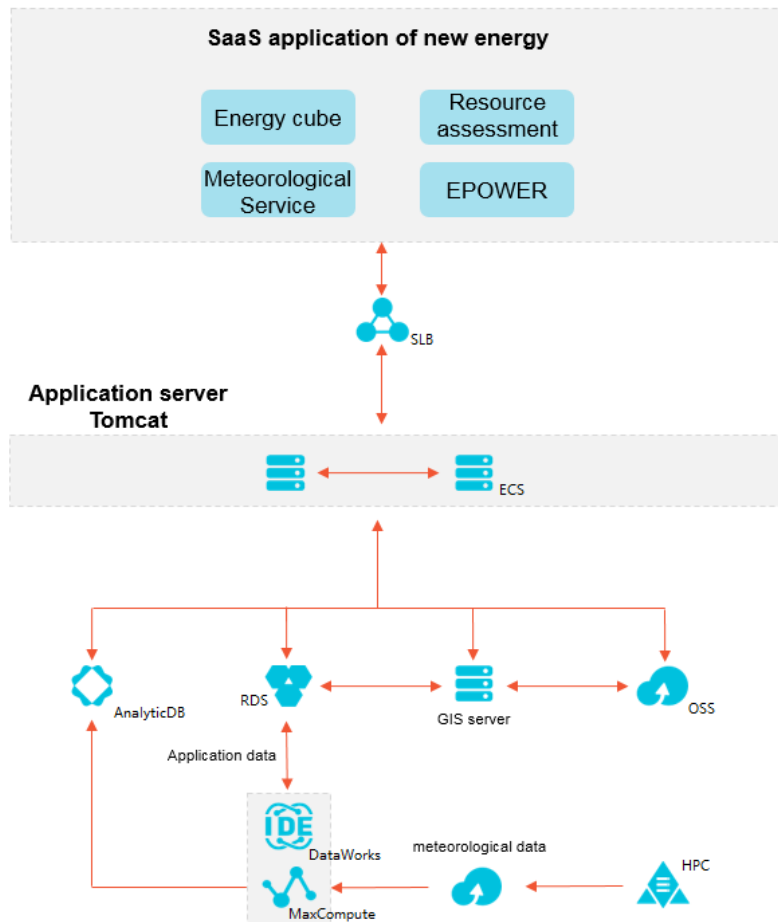 SaaS application of new energy
Energy cube
Resource
assessment
Meteorological
Service
EPOWER
SLB
Application server
Tomcat
ECS
AnalyticDB
RDS
GIS server
OSS
Application data
IDE
DataWorks
meteorological data
HPC
MaxCompute